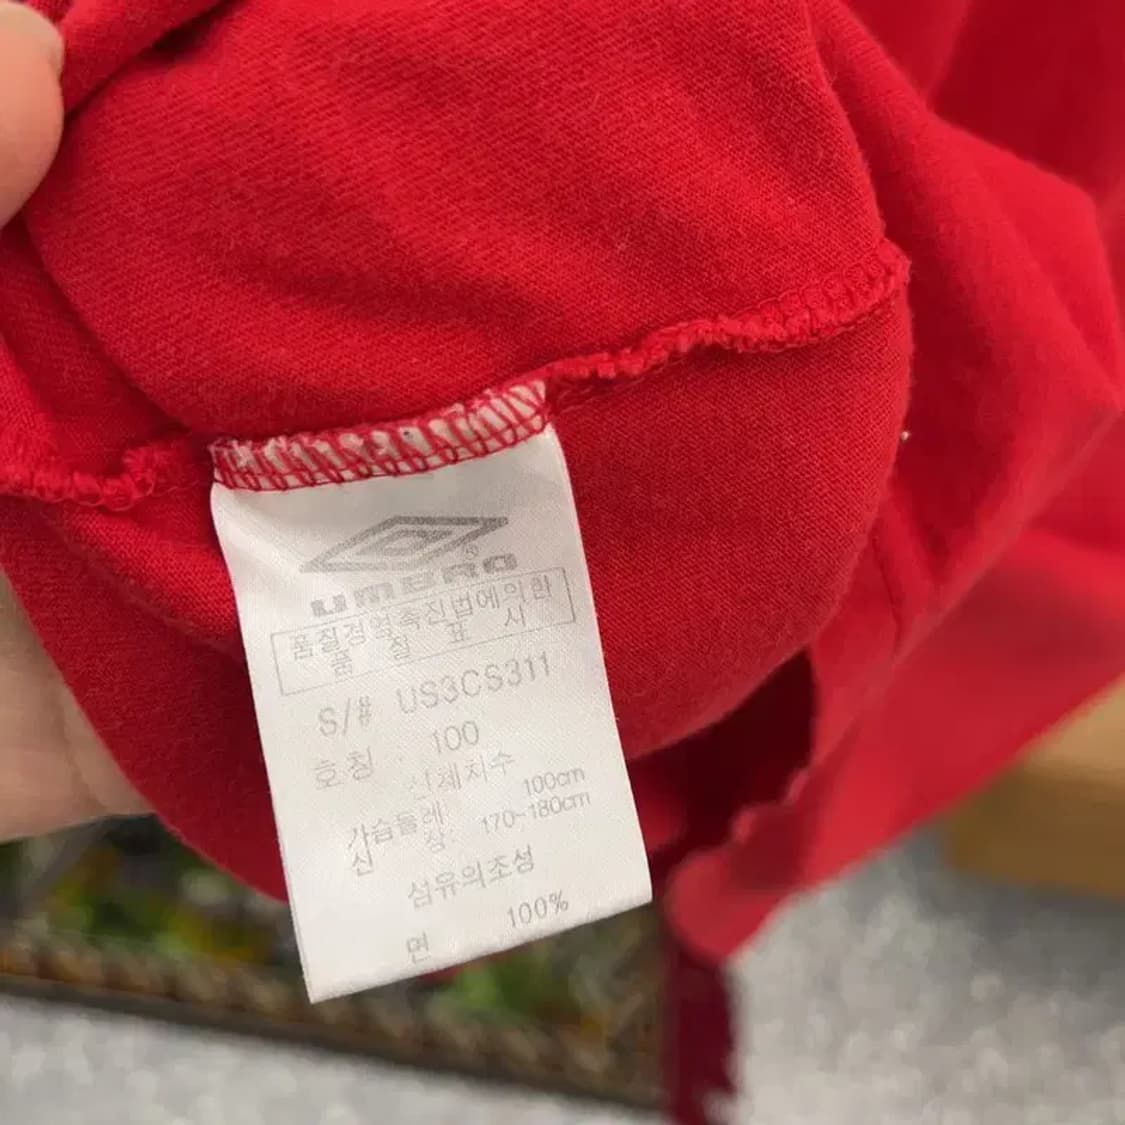 UMBRO®
품질경영촉진법에의한
품 질 표 시
S/# US3CS311
호칭 100
신체치수
가슴둘레 100cm
신 장: 170-180cm
섬유의조성
면 100%